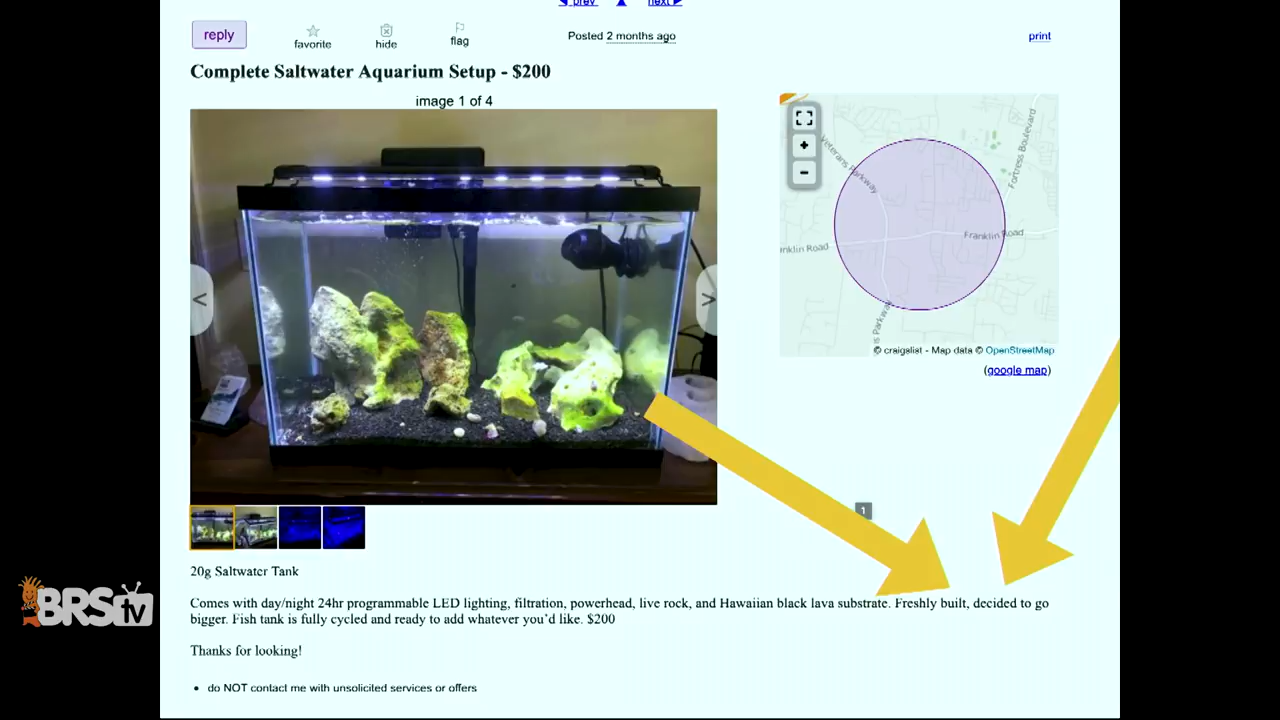 ◀ prev ▲ next ▶
reply
favorite
hide
flag
Posted 2 months ago
print
Complete Saltwater Aquarium Setup - $200
image 1 of 4
<
>
+
-
Veterans Parkway
Fortress Boulevard
Franklin Road
nklin Road
s Parkway
© craigslist - Map data © OpenStreetMap
(google map)
1
20g Saltwater Tank
Comes with day/night 24hr programmable LED lighting, filtration, powerhead, live rock, and Hawaiian black lava substrate. Freshly built, decided to go
bigger. Fish tank is fully cycled and ready to add whatever you'd like. $200
Thanks for looking!
• do NOT contact me with unsolicited services or offers
BRStv